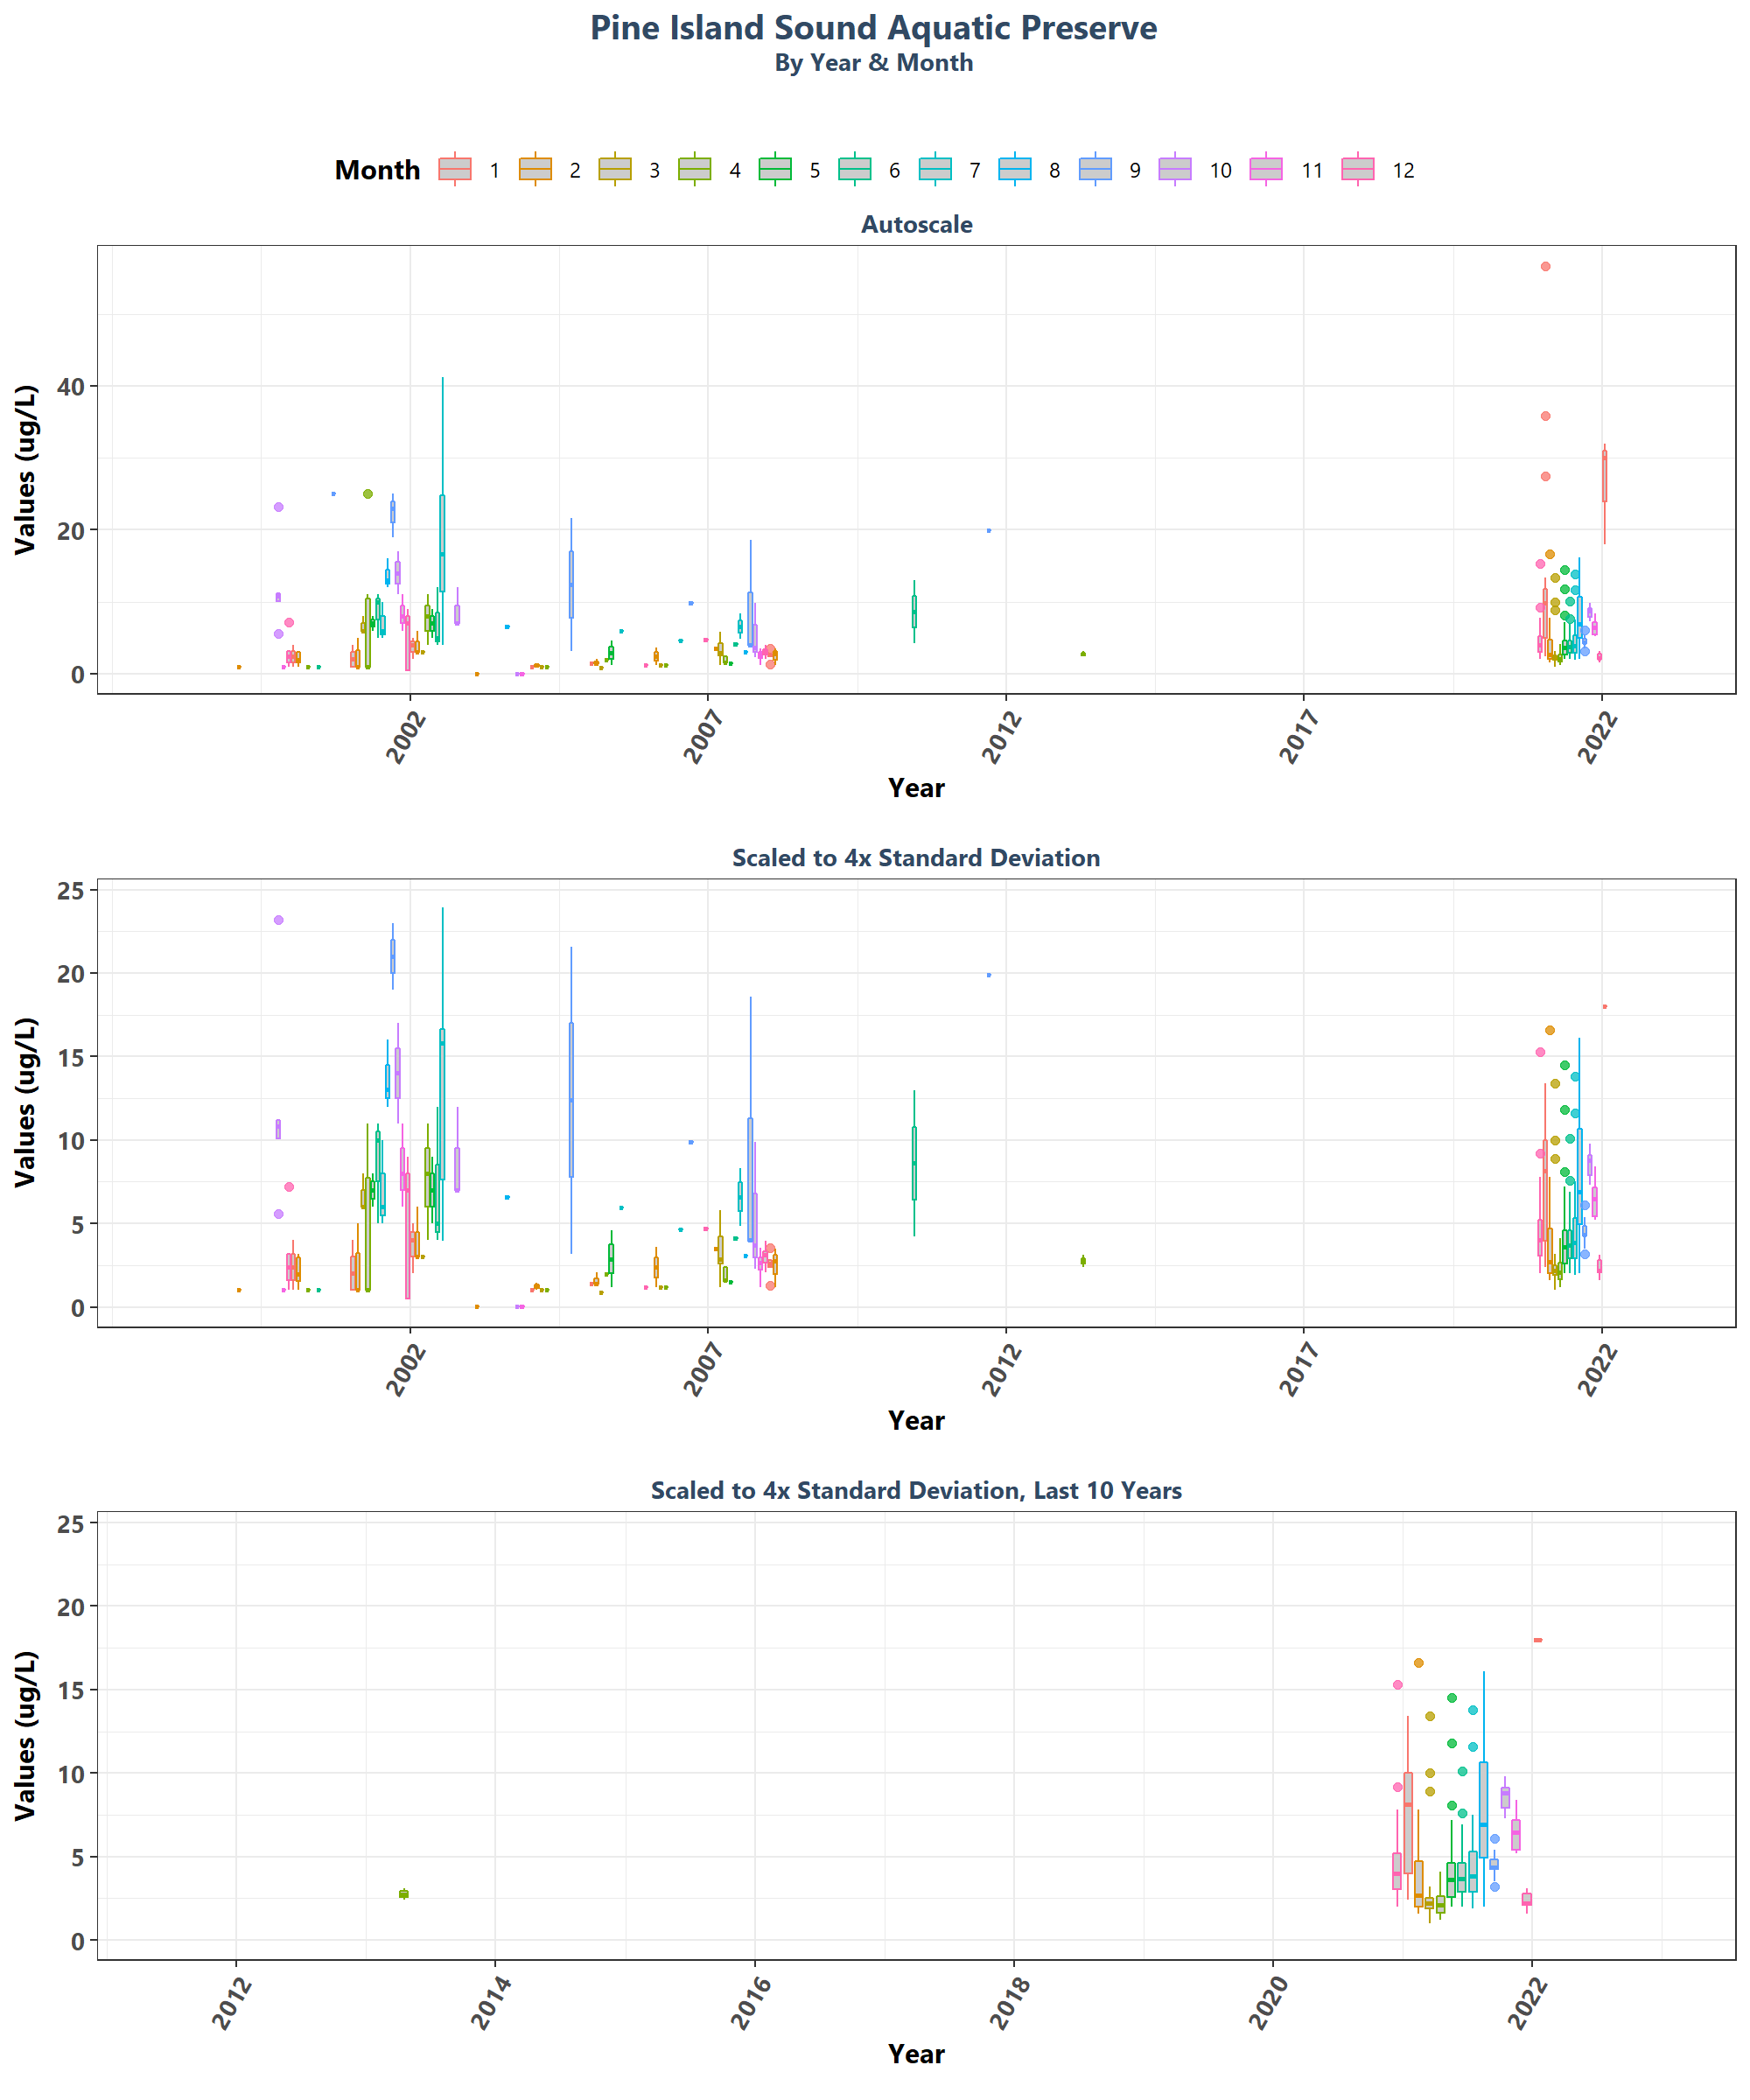 Pine Island Sound Aquatic Preserve
By Year & Month
Month 1 2 3 4 5 6 7 8 9 10 11 12
Autoscale
Values (ug/L)
40
20
0
2002 2007 2012 2017 2022
Year
Scaled to 4x Standard Deviation
Values (ug/L)
25
20
15
10
5
0
2002 2007 2012 2017 2022
Year
Scaled to 4x Standard Deviation, Last 10 Years
Values (ug/L)
25
20
15
10
5
0
2012 2014 2016 2018 2020 2022
Year